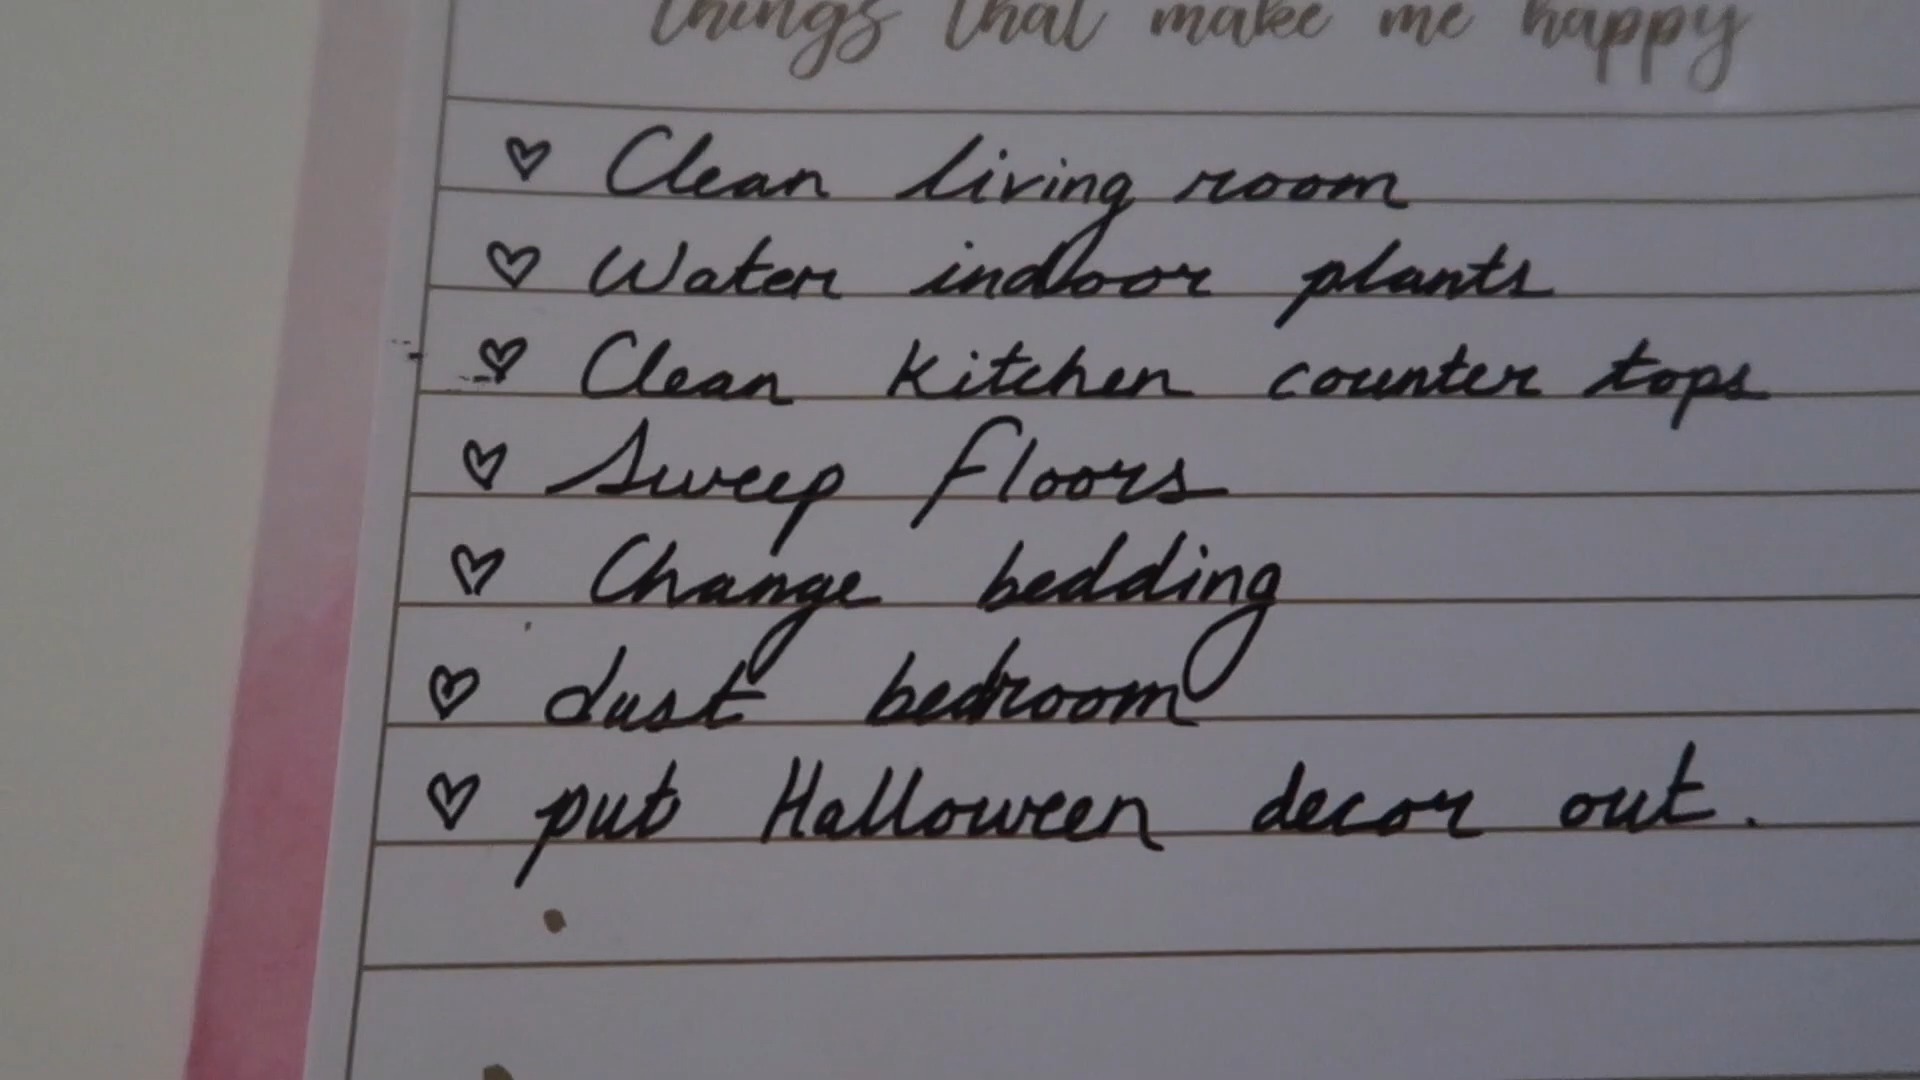 things that make me happy
♡ Clean living room
♡ Water indoor plants
♡ Clean Kitchen counter tops
♡ Sweep floors
♡ Change bedding
♡ dust bedroom
♡ put Halloween decor out.